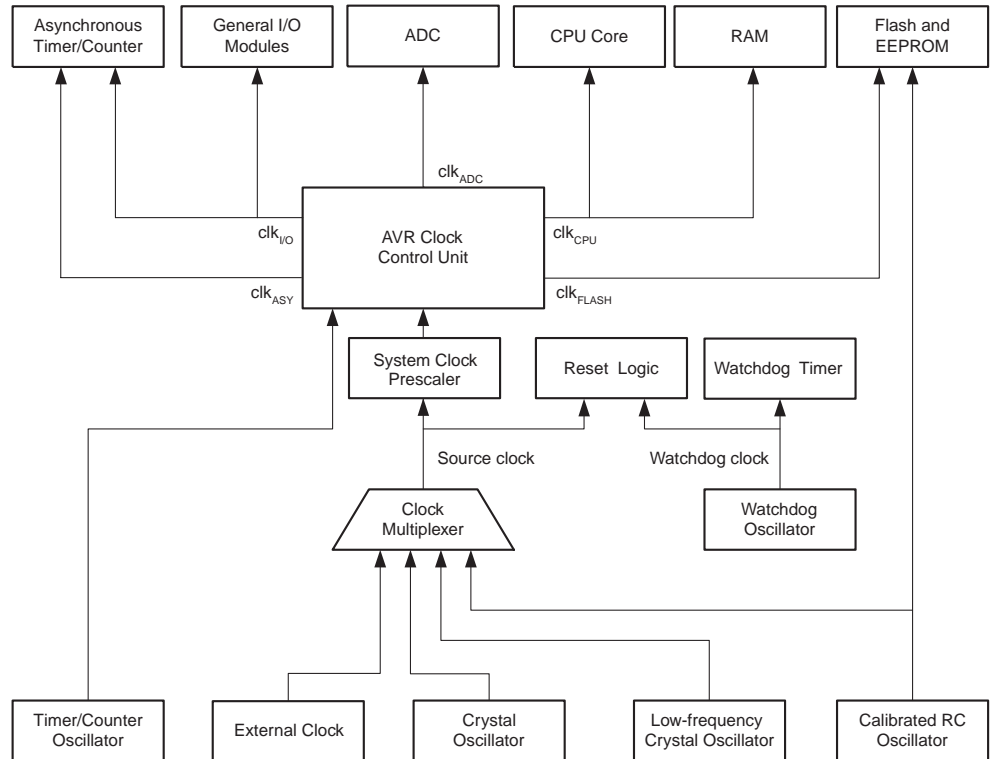 Asynchronous
Timer/Counter
General I/O
Modules
ADC
CPU Core
RAM
Flash and
EEPROM
clkADC
AVR Clock
Control Unit
clkI/O
clkCPU
clkASY
clkFLASH
System Clock
Prescaler
Reset Logic
Watchdog Timer
Source clock
Watchdog clock
Clock
Multiplexer
Watchdog
Oscillator
Timer/Counter
Oscillator
External Clock
Crystal
Oscillator
Low-frequency
Crystal Oscillator
Calibrated RC
Oscillator